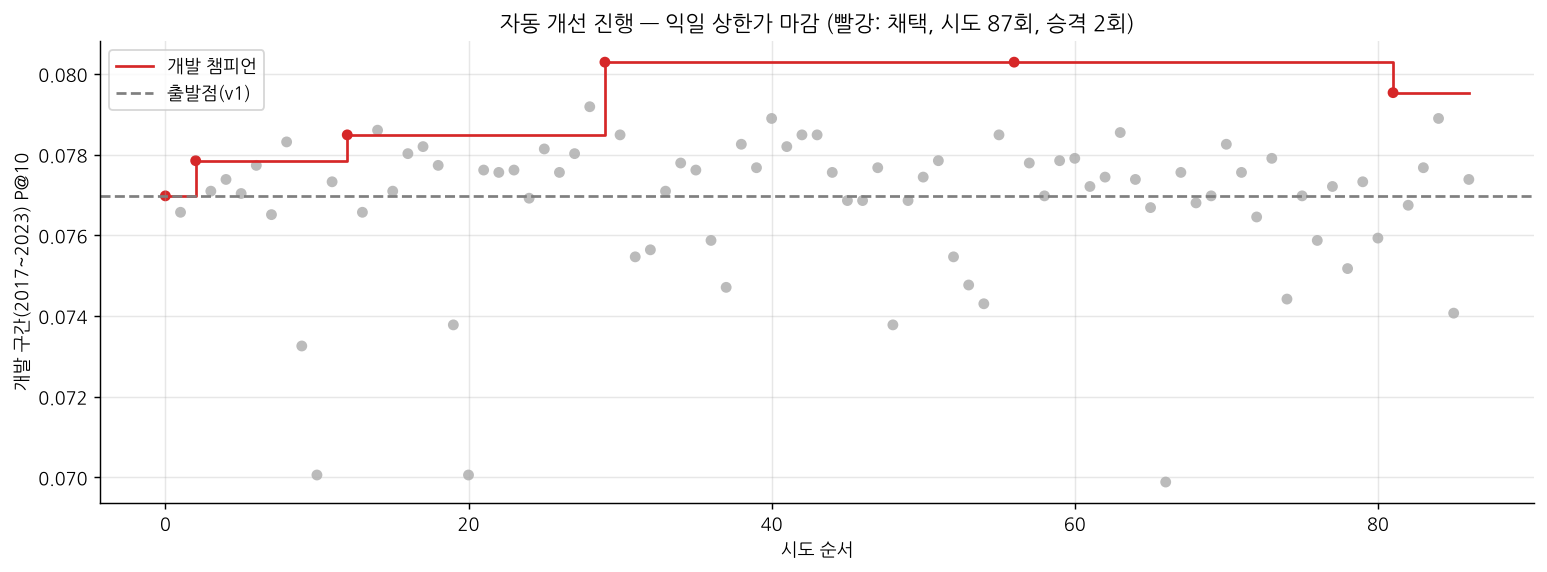 자동 개선 진행 — 익일 상한가 마감 (빨강: 채택, 시도 87회, 승격 2회)
개발 챔피언
출발점(v1)
개발 구간(2017~2023) P@10
0.080
0.078
0.076
0.074
0.072
0.070
0
20
40
60
80
시도 순서